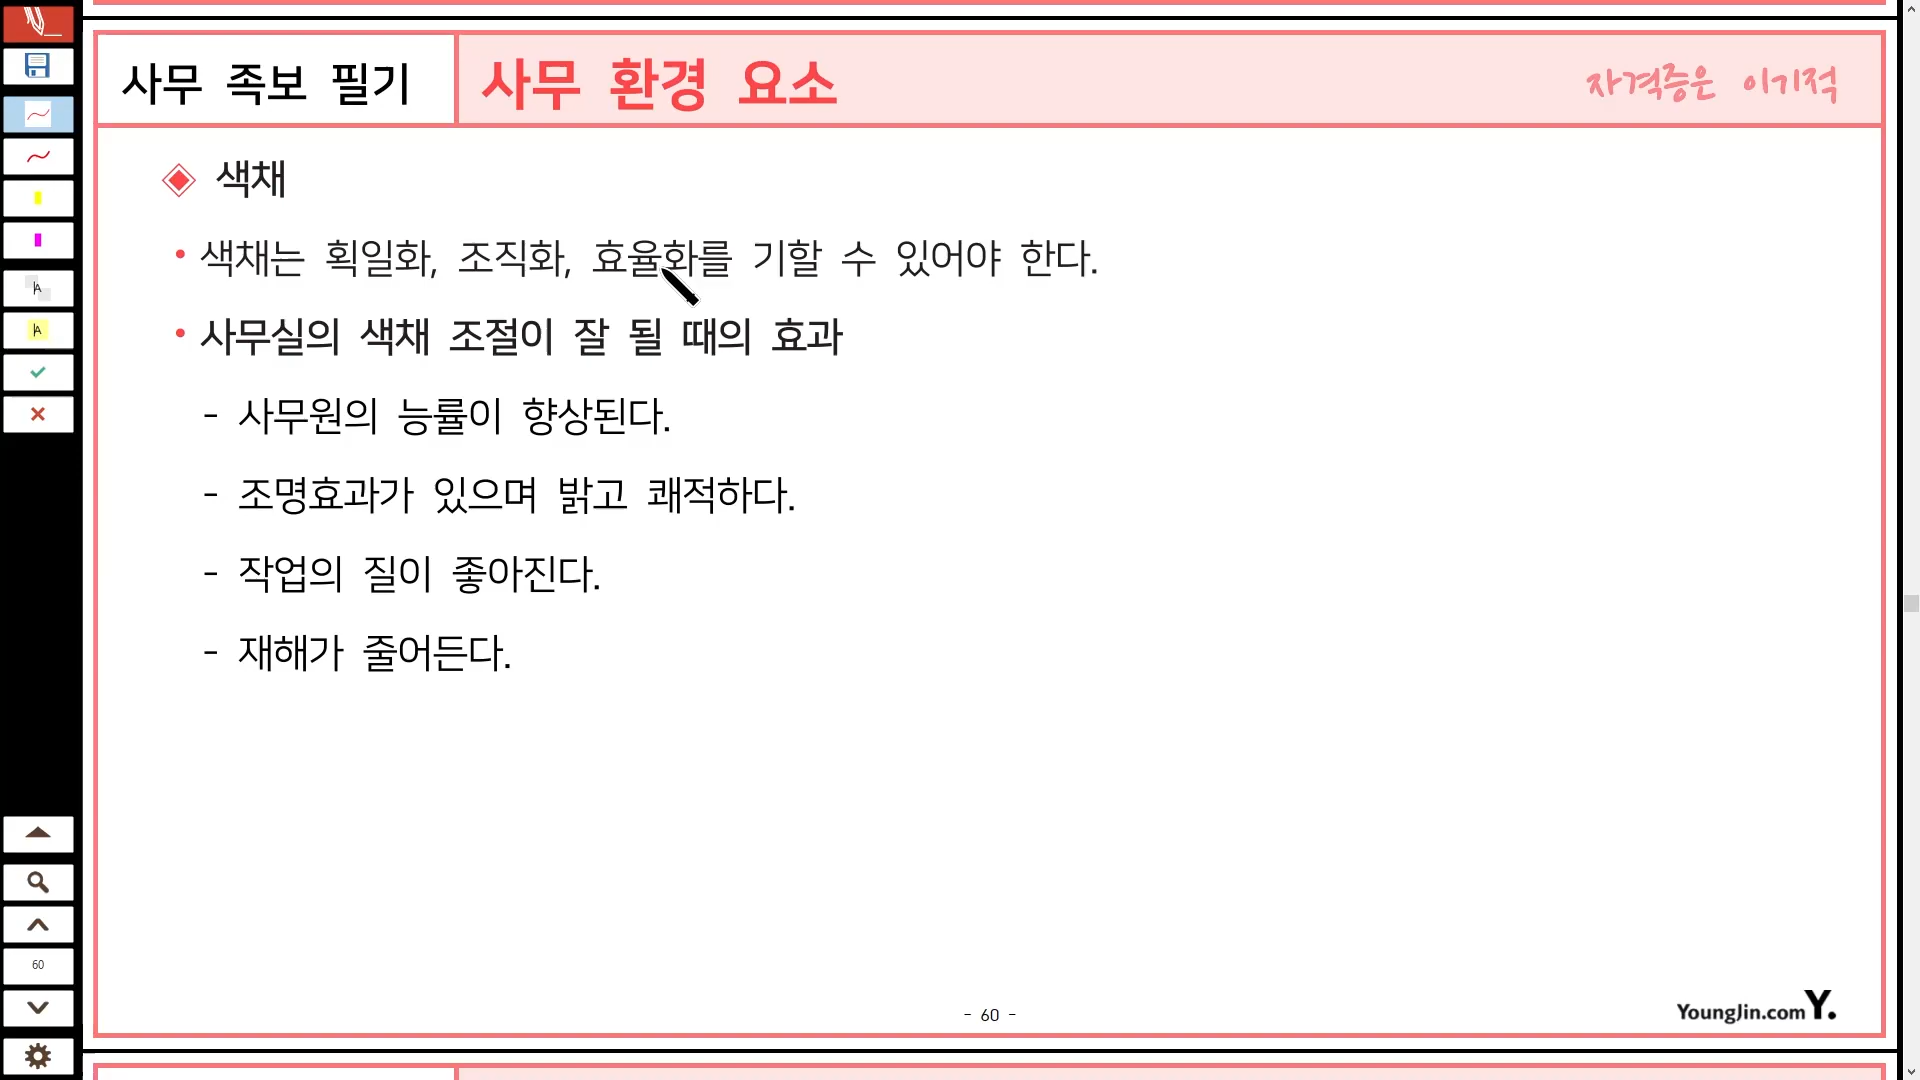 사무 족보 필기
사무 환경 요소
자격증은 이기적
색채
• 색채는 획일화, 조직화, 효율화를 기할 수 있어야 한다.
• 사무실의 색채 조절이 잘 될 때의 효과
- 사무원의 능률이 향상된다.
- 조명효과가 있으며 밝고 쾌적하다.
- 작업의 질이 좋아진다.
- 재해가 줄어든다.
A
A
60
- 60 -
YoungJin.com Y.